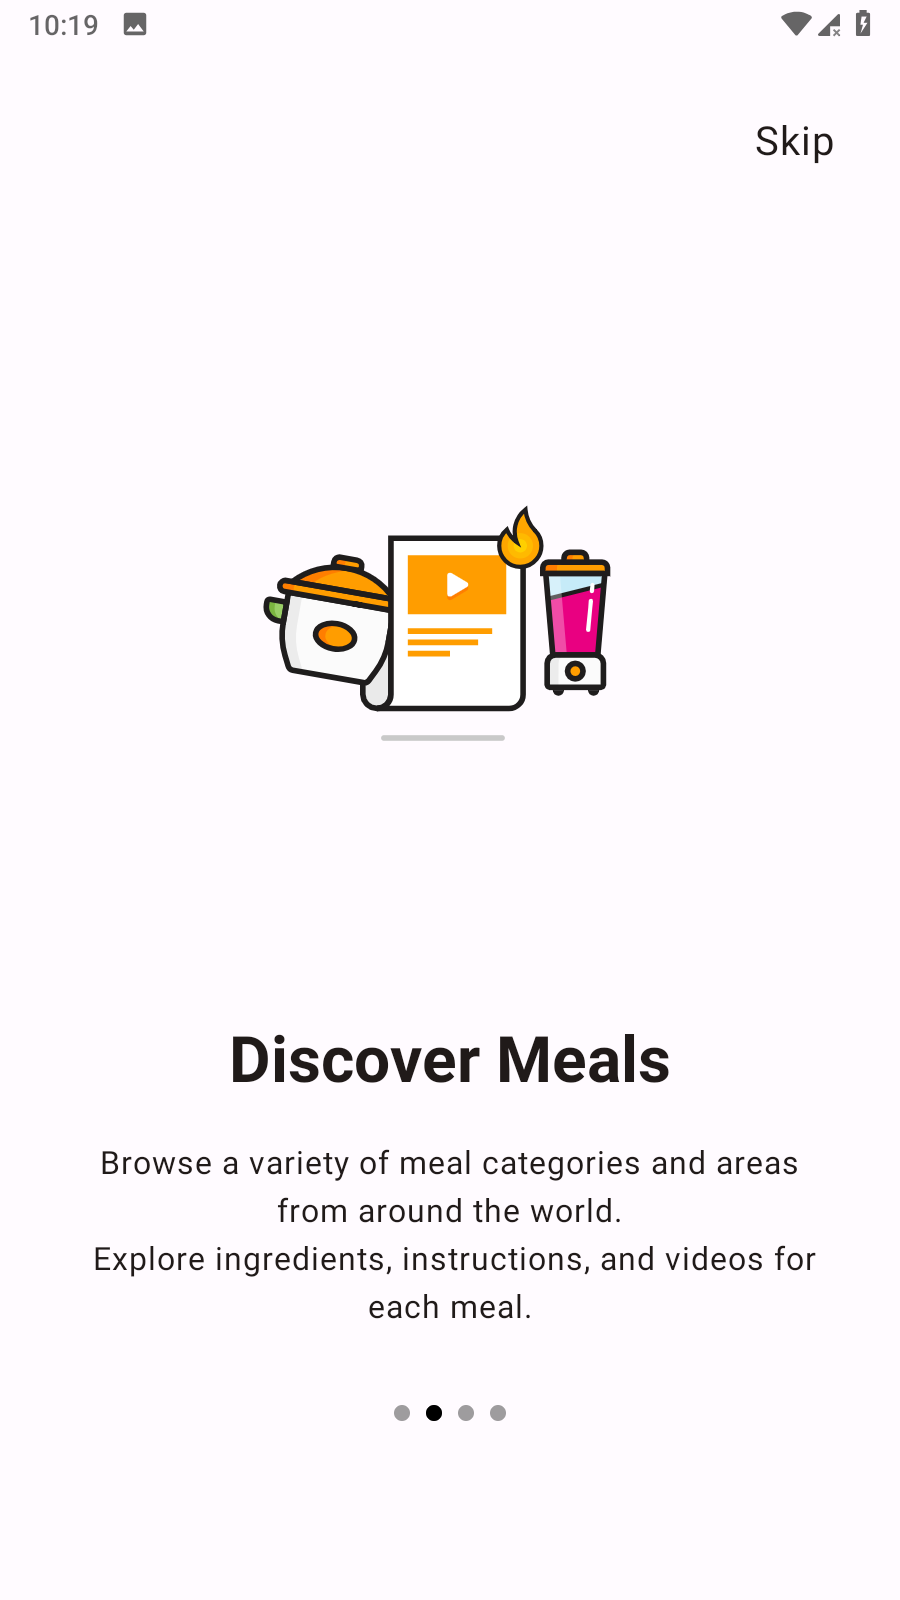 10:19
Skip
Discover Meals
Browse a variety of meal categories and areas
from around the world.
Explore ingredients, instructions, and videos for
each meal.